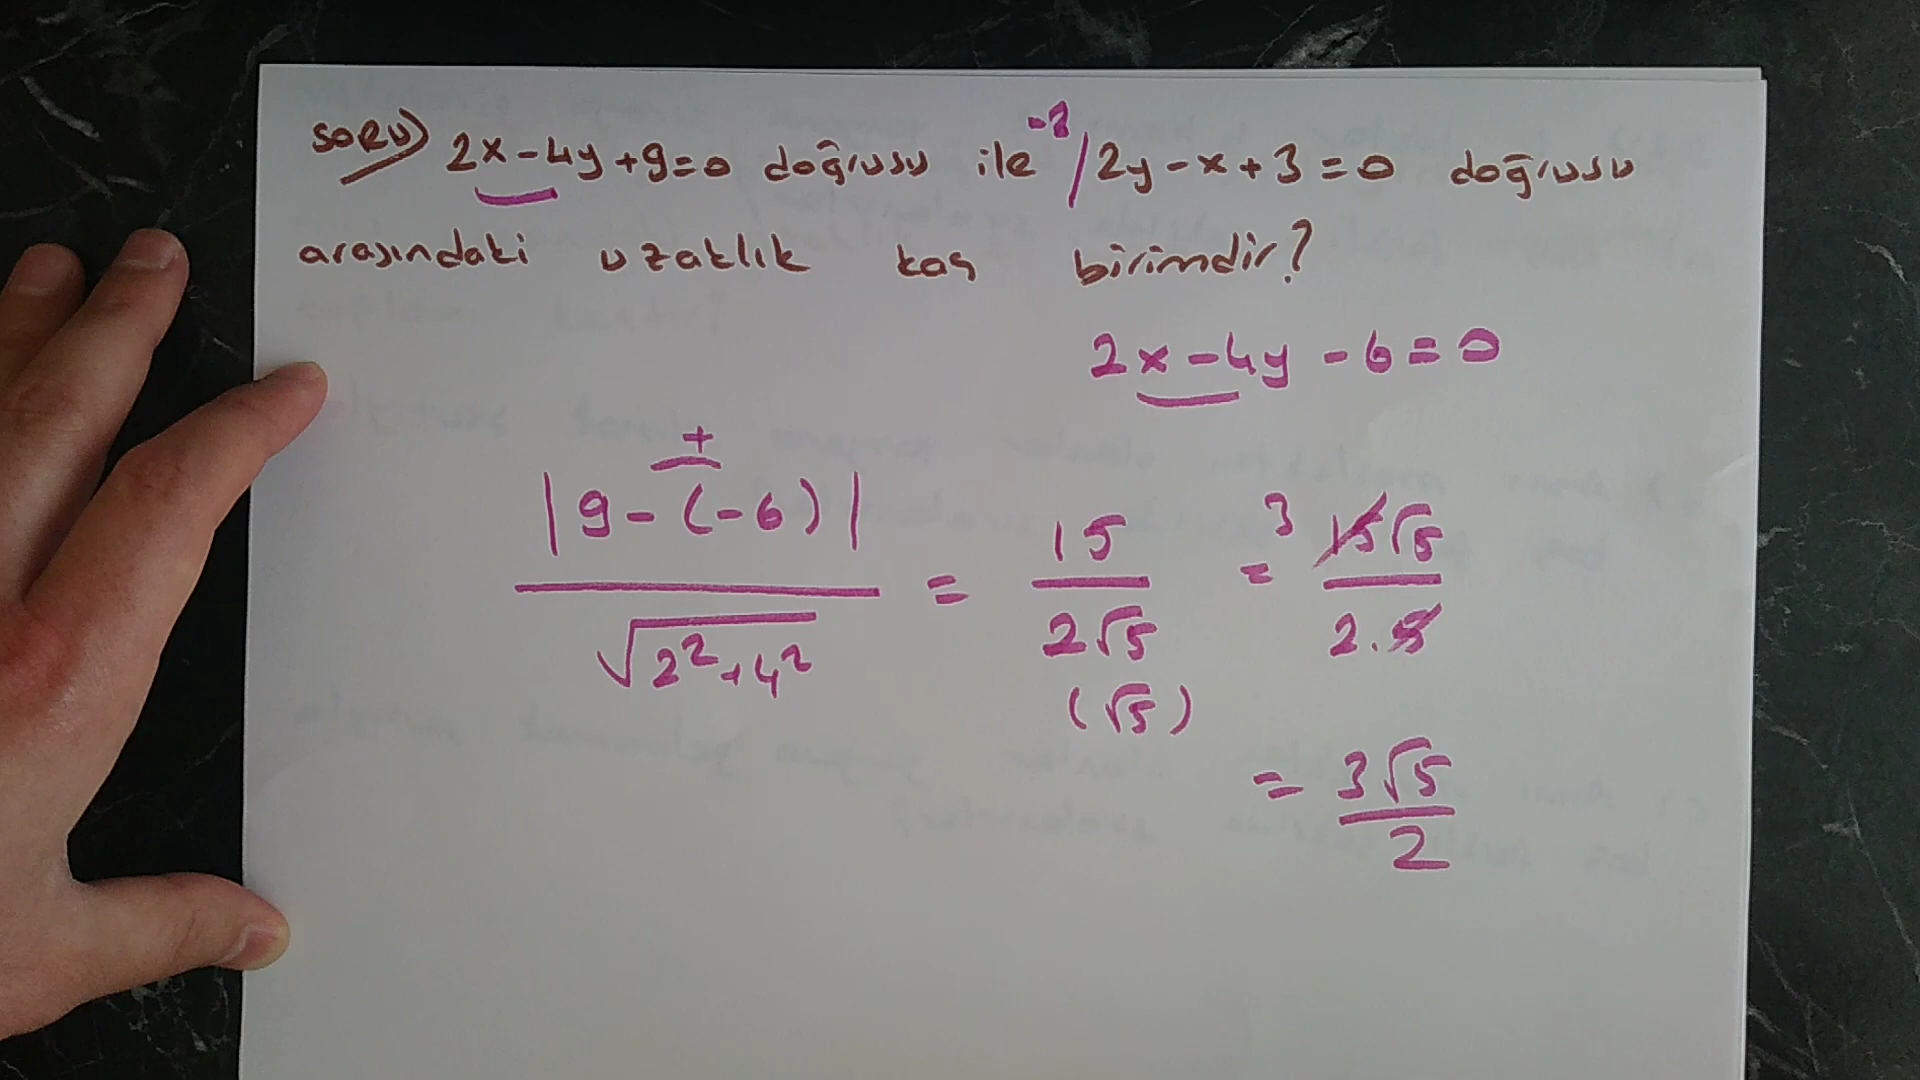 SORU) 2x-4y+9=0 doğrusu ile -2/ 2y-x+3=0 doğrusu
arasındaki uzaklık kaç birimdir?
2x-4y-6=0
+
|9-(-6)| / √2²+4² = 15 / 2√5 (√5) = 3 15√5 / 2.5
= 3√5 / 2